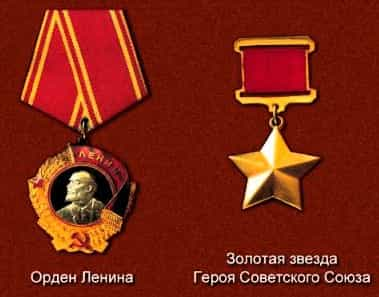 ЛЕНИН
Орден Ленина
Золотая звезда
Героя Советского Союза